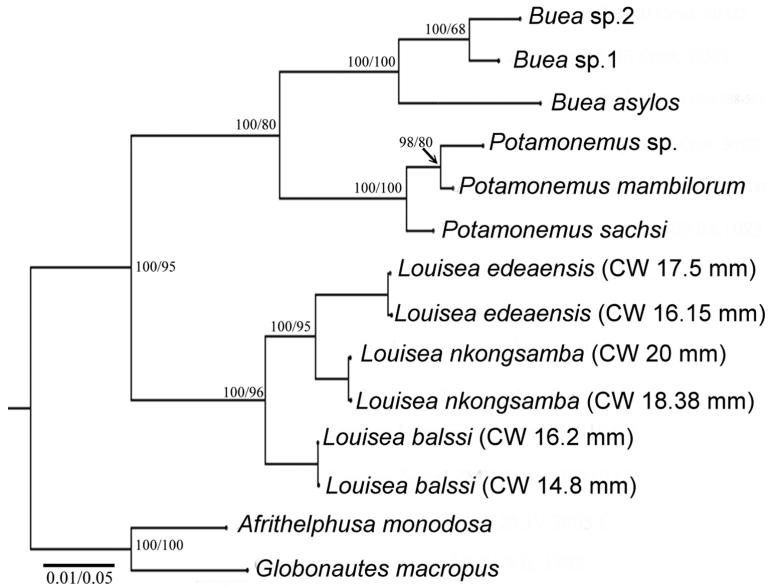 Buea sp.2
100/68
Buea sp.1
100/100
Buea asylos
100/80
98/80
Potamonemus sp.
100/100
Potamonemus mambilorum
Potamonemus sachsi
100/95
Louisea edeaensis (CW 17.5 mm)
Louisea edeaensis (CW 16.15 mm)
100/95
Louisea nkongsamba (CW 20 mm)
100/96
Louisea nkongsamba (CW 18.38 mm)
Louisea balssi (CW 16.2 mm)
Louisea balssi (CW 14.8 mm)
Afrithelphusa monodosa
100/100
Globonautes macropus
0.01/0.05